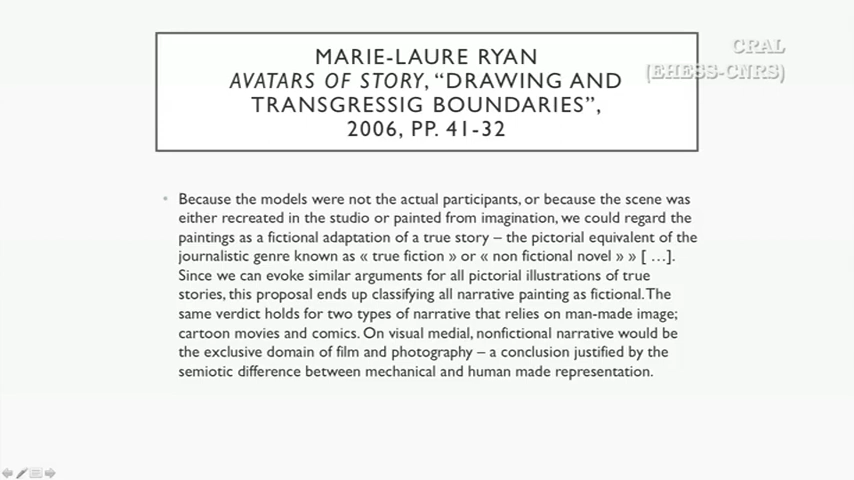 MARIE-LAURE RYAN
AVATARS OF STORY, “DRAWING AND
TRANSGRESSIG BOUNDARIES”,
2006, PP. 41-32
CRAL
(EHESS-CNRS)
• Because the models were not the actual participants, or because the scene was
either recreated in the studio or painted from imagination, we could regard the
paintings as a fictional adaptation of a true story – the pictorial equivalent of the
journalistic genre known as « true fiction » or « non fictional novel » » [ …].
Since we can evoke similar arguments for all pictorial illustrations of true
stories, this proposal ends up classifying all narrative painting as fictional. The
same verdict holds for two types of narrative that relies on man-made image;
cartoon movies and comics. On visual medial, nonfictional narrative would be
the exclusive domain of film and photography – a conclusion justified by the
semiotic difference between mechanical and human made representation.